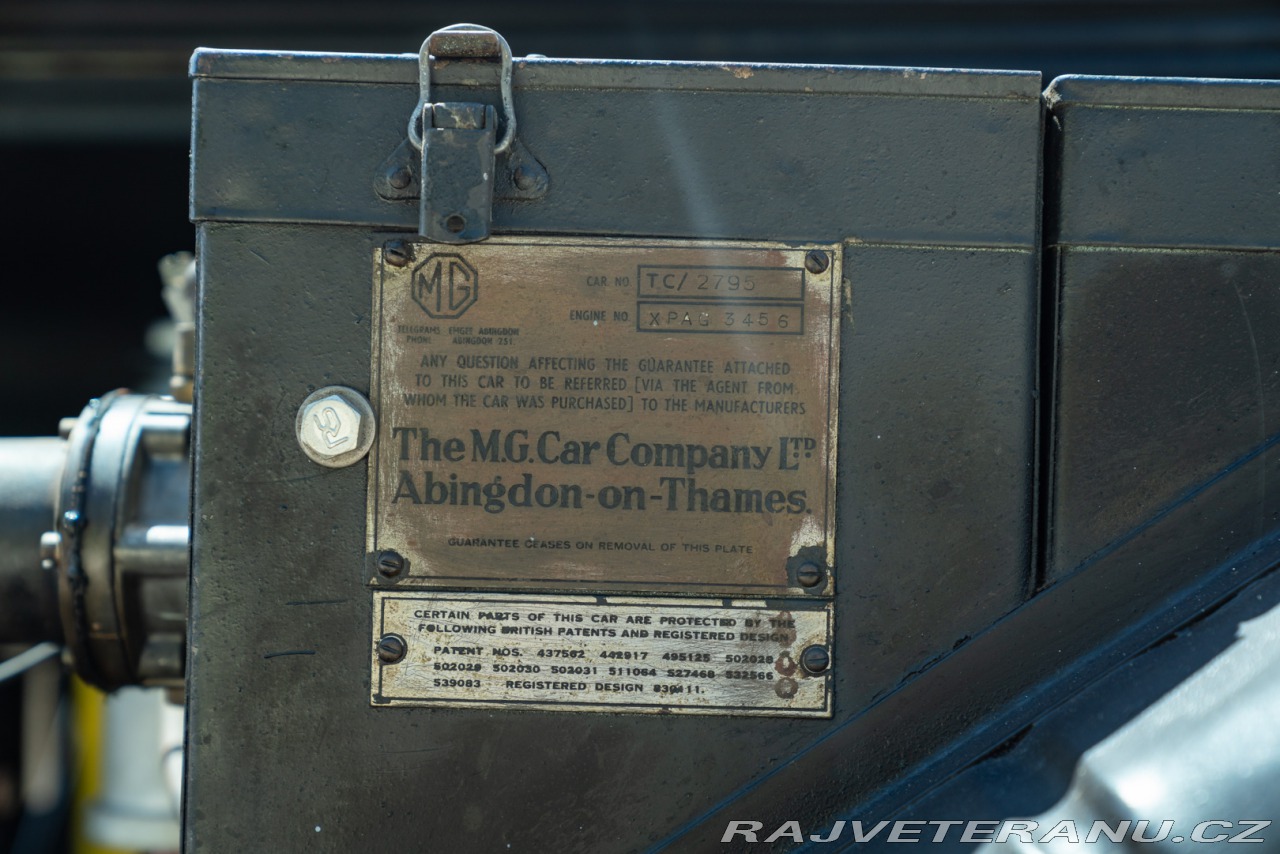 MG
CAR NO. TC/ 2795
ENGINE NO. XPAG 3456
TELEGRAMS EMGEE ABINGDON
PHONE ABINGDON 251.
ANY QUESTION AFFECTING THE GUARANTEE ATTACHED
TO THIS CAR TO BE REFERRED [VIA THE AGENT FROM
WHOM THE CAR WAS PURCHASED] TO THE MANUFACTURERS
The M.G. Car Company LTD
Abingdon-on-Thames.
GUARANTEE CEASES ON REMOVAL OF THIS PLATE
CERTAIN PARTS OF THIS CAR ARE PROTECTED BY THE
FOLLOWING BRITISH PATENTS AND REGISTERED DESIGN
PATENT NOS. 437562 442917 495125 502028
502029 502030 502031 511064 527468 532566
539083 REGISTERED DESIGN
RAJVETERANU.CZ